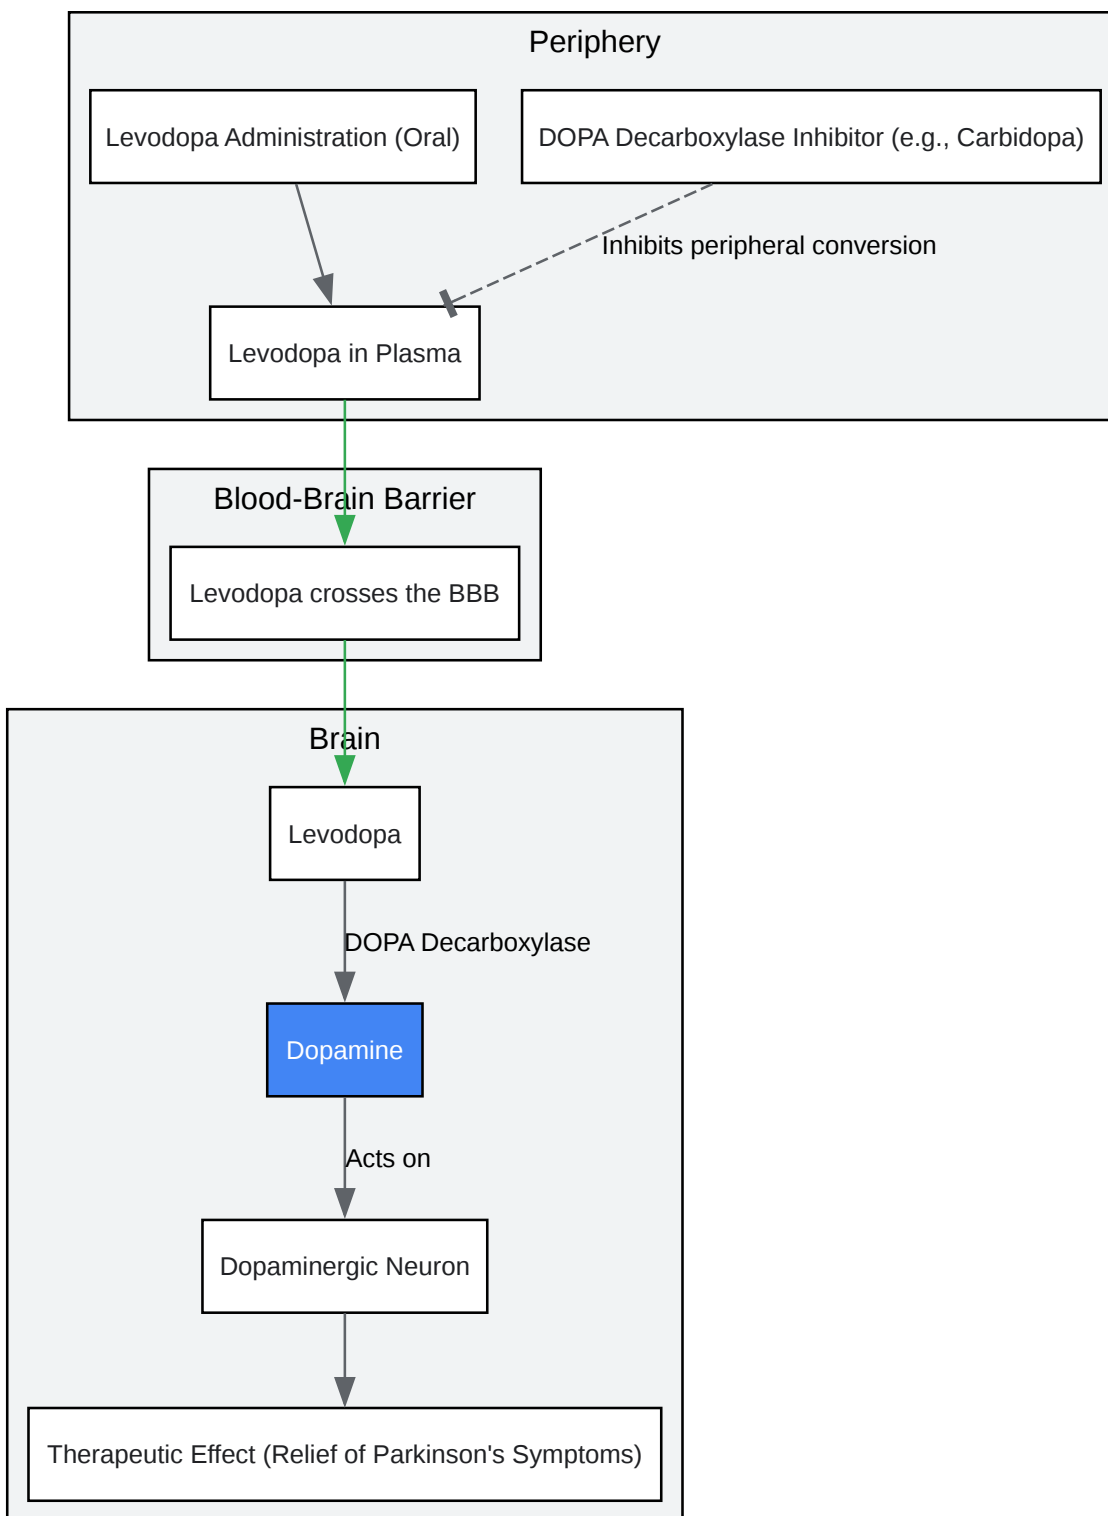 Periphery
Levodopa Administration (Oral)
DOPA Decarboxylase Inhibitor (e.g., Carbidopa)
Inhibits peripheral conversion
Levodopa in Plasma
Blood-Brain Barrier
Levodopa crosses the BBB
Brain
Levodopa
DOPA Decarboxylase
Dopamine
Acts on
Dopaminergic Neuron
Therapeutic Effect (Relief of Parkinson's Symptoms)